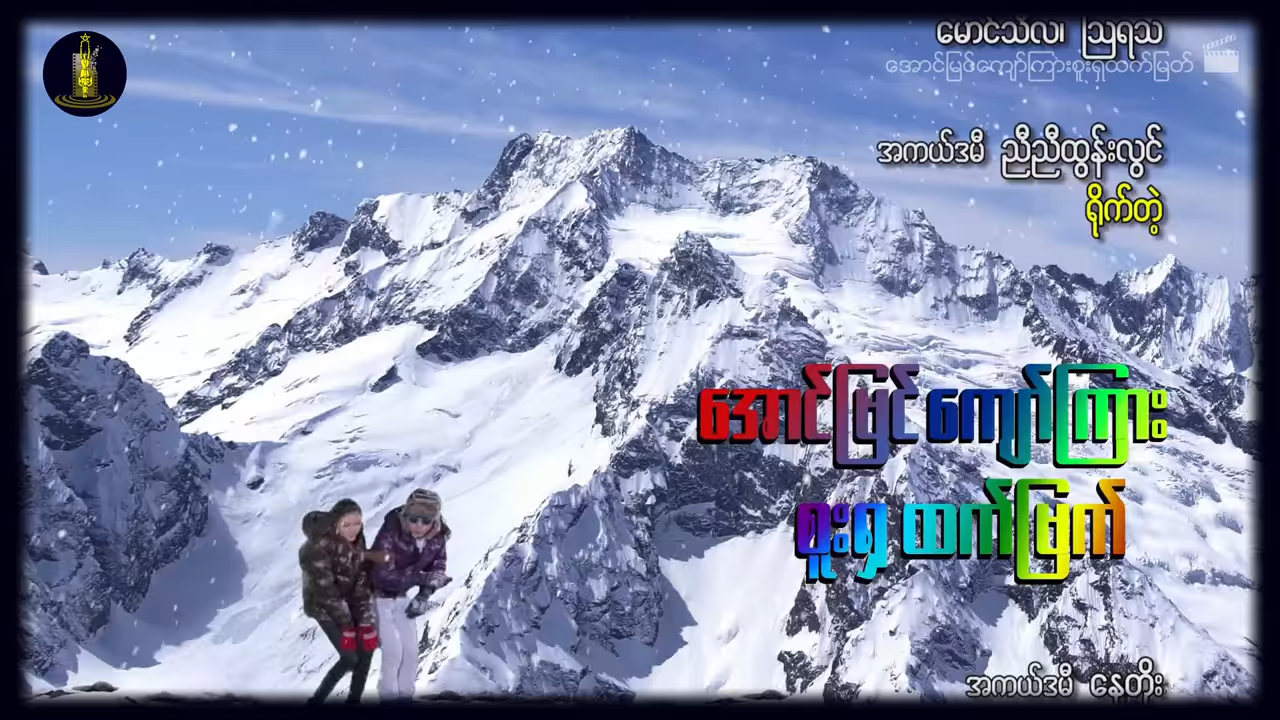 မောင်သီလ၊ ဩရသ
အောင်မြင်ကျော်ကြားစူးရှထက်မြတ်
အကယ်ဒမီ ညီညီထွန်းလွင်
ရိုက်တဲ့
အောင်မြင် ကျော်ကြား
စူးရှ ထက်မြက်
အကယ်ဒမီ နေတိုး